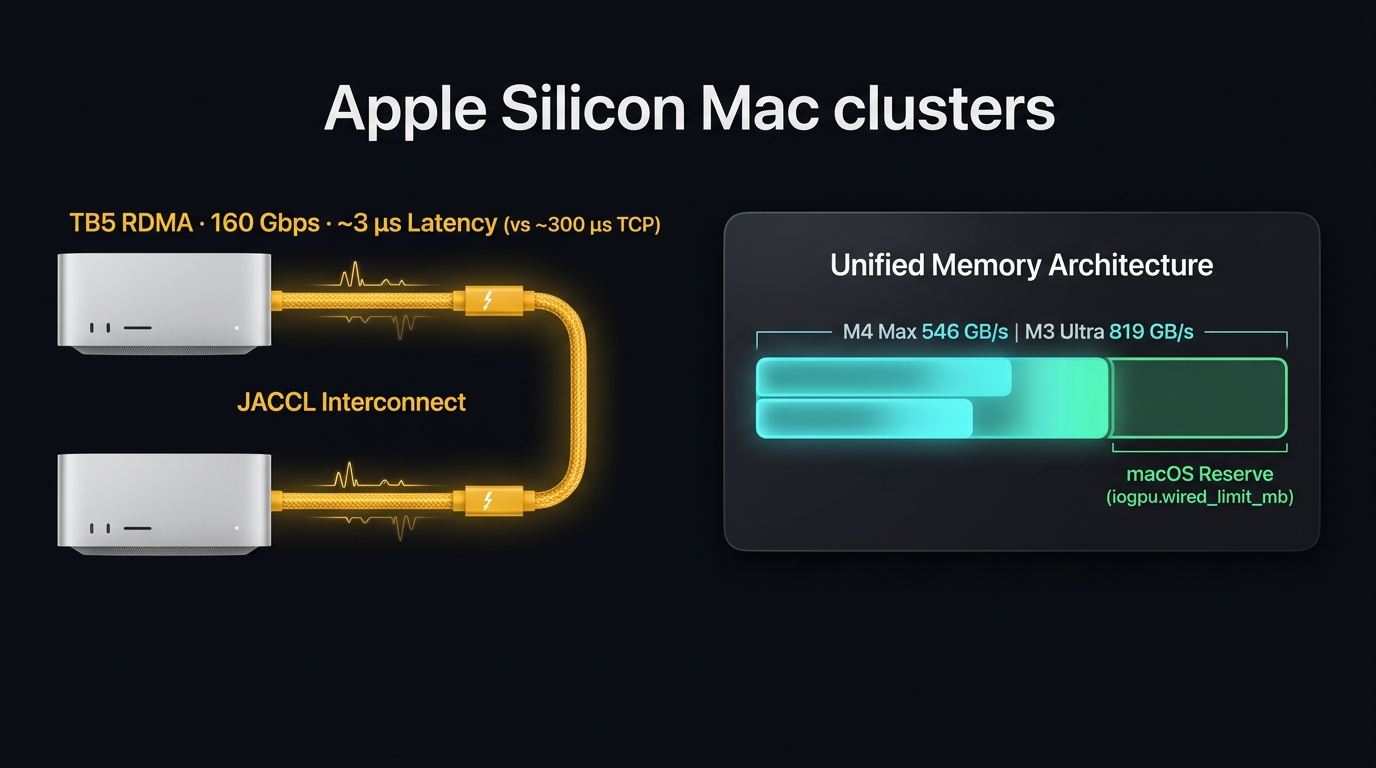 Apple Silicon Mac clusters
TB5 RDMA · 160 Gbps · ~3 μs Latency (vs ~300 μs TCP)
JACCL Interconnect
Unified Memory Architecture
M4 Max 546 GB/s | M3 Ultra 819 GB/s
macOS Reserve
(iogpu.wired_limit_mb)